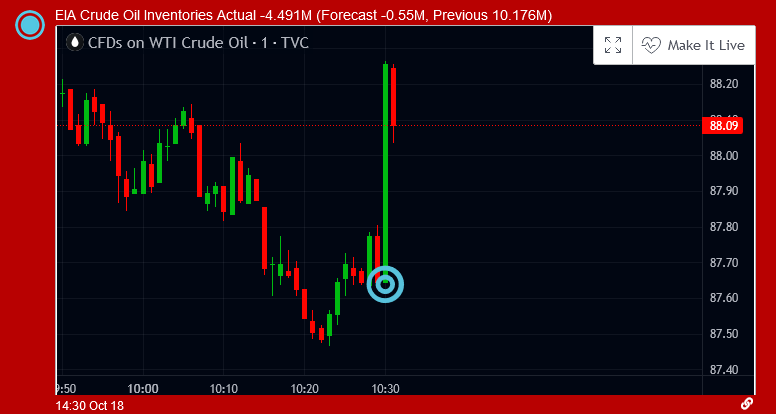 EIA Crude Oil Inventories Actual -4.491M (Forecast -0.55M, Previous 10.176M)
CFDs on WTI Crude Oil · 1 · TVC
Make It Live
88.20
88.09
88.00
87.90
87.80
87.70
87.60
87.50
87.40
9:50 10:00 10:10 10:20 10:30
14:30 Oct 18